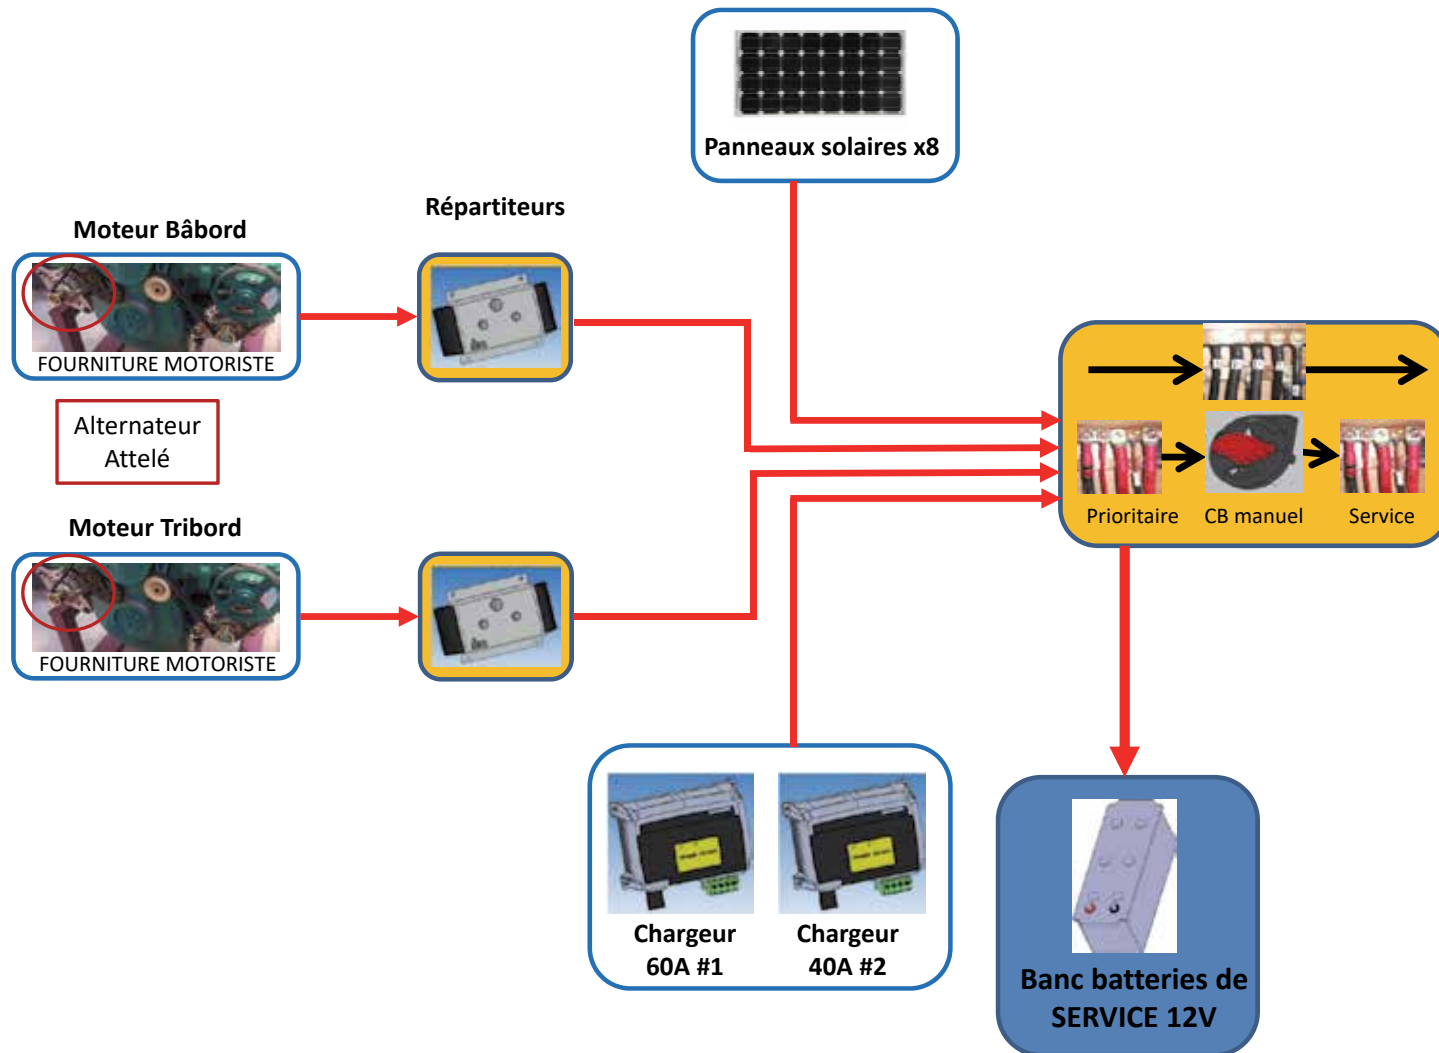 Panneaux solaires x8
Répartiteurs
Moteur Bâbord
FOURNITURE MOTORISTE
Alternateur
Attelé
Prioritaire
CB manuel
Service
Moteur Tribord
FOURNITURE MOTORISTE
Chargeur
60A #1
Chargeur
40A #2
Banc batteries de
SERVICE 12V